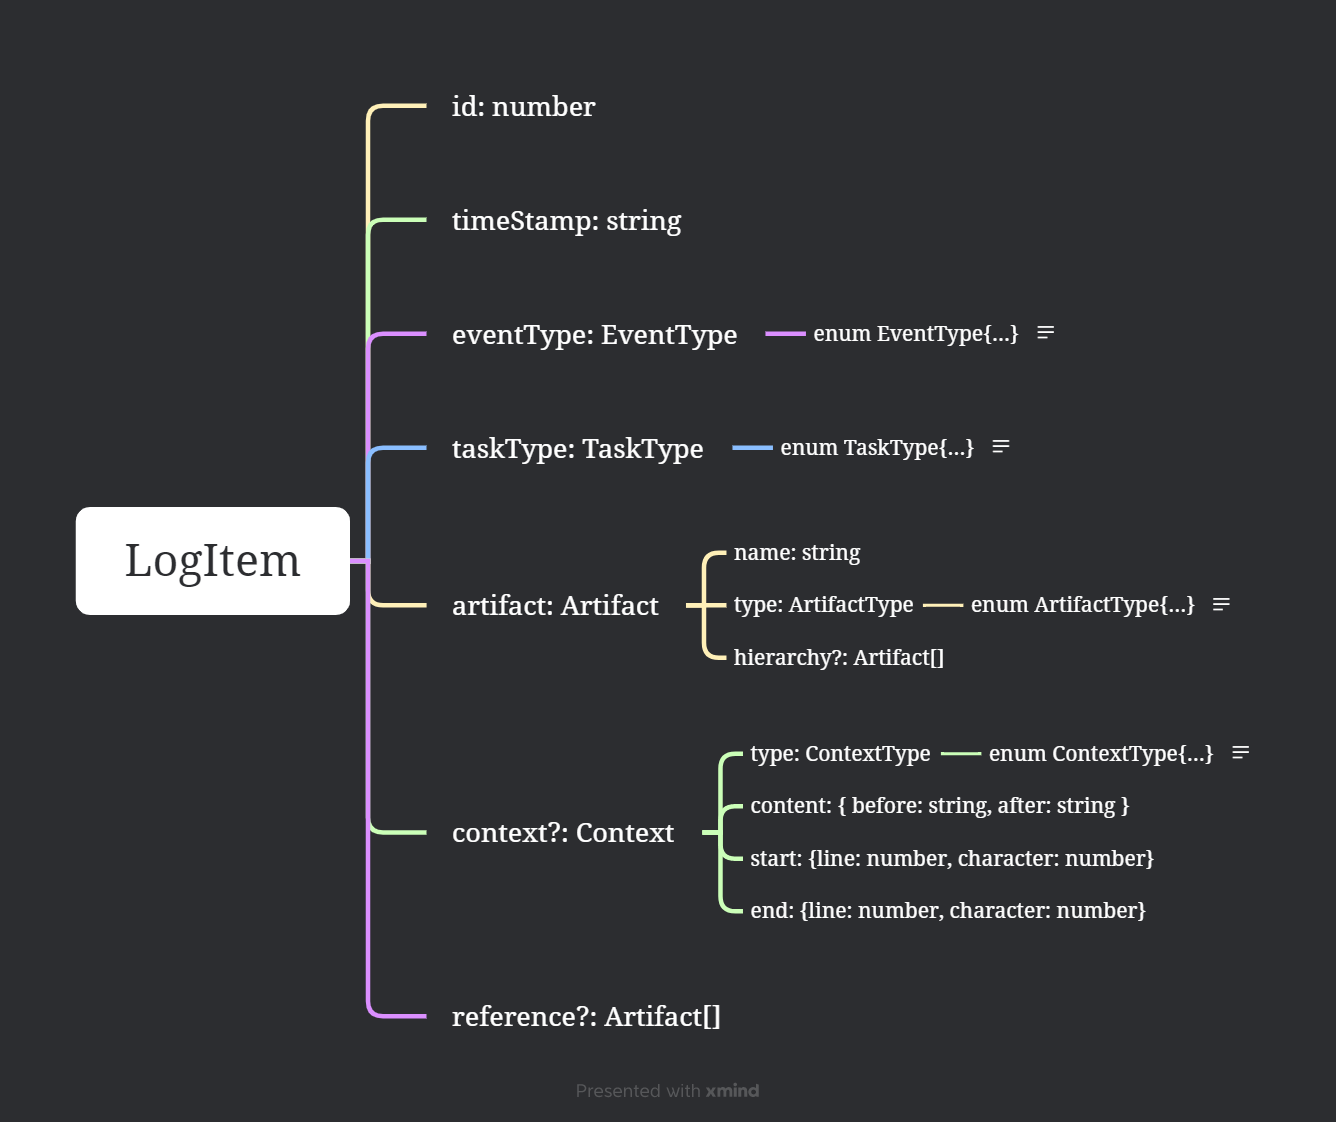 id: number
timeStamp: string
eventType: EventType
enum EventType{...}
taskType: TaskType
enum TaskType{...}
LogItem
artifact: Artifact
name: string
type: ArtifactType
enum ArtifactType{...}
hierarchy?: Artifact[]
context?: Context
type: ContextType
enum ContextType{...}
content: { before: string, after: string }
start: {line: number, character: number}
end: {line: number, character: number}
reference?: Artifact[]
Presented with xmind